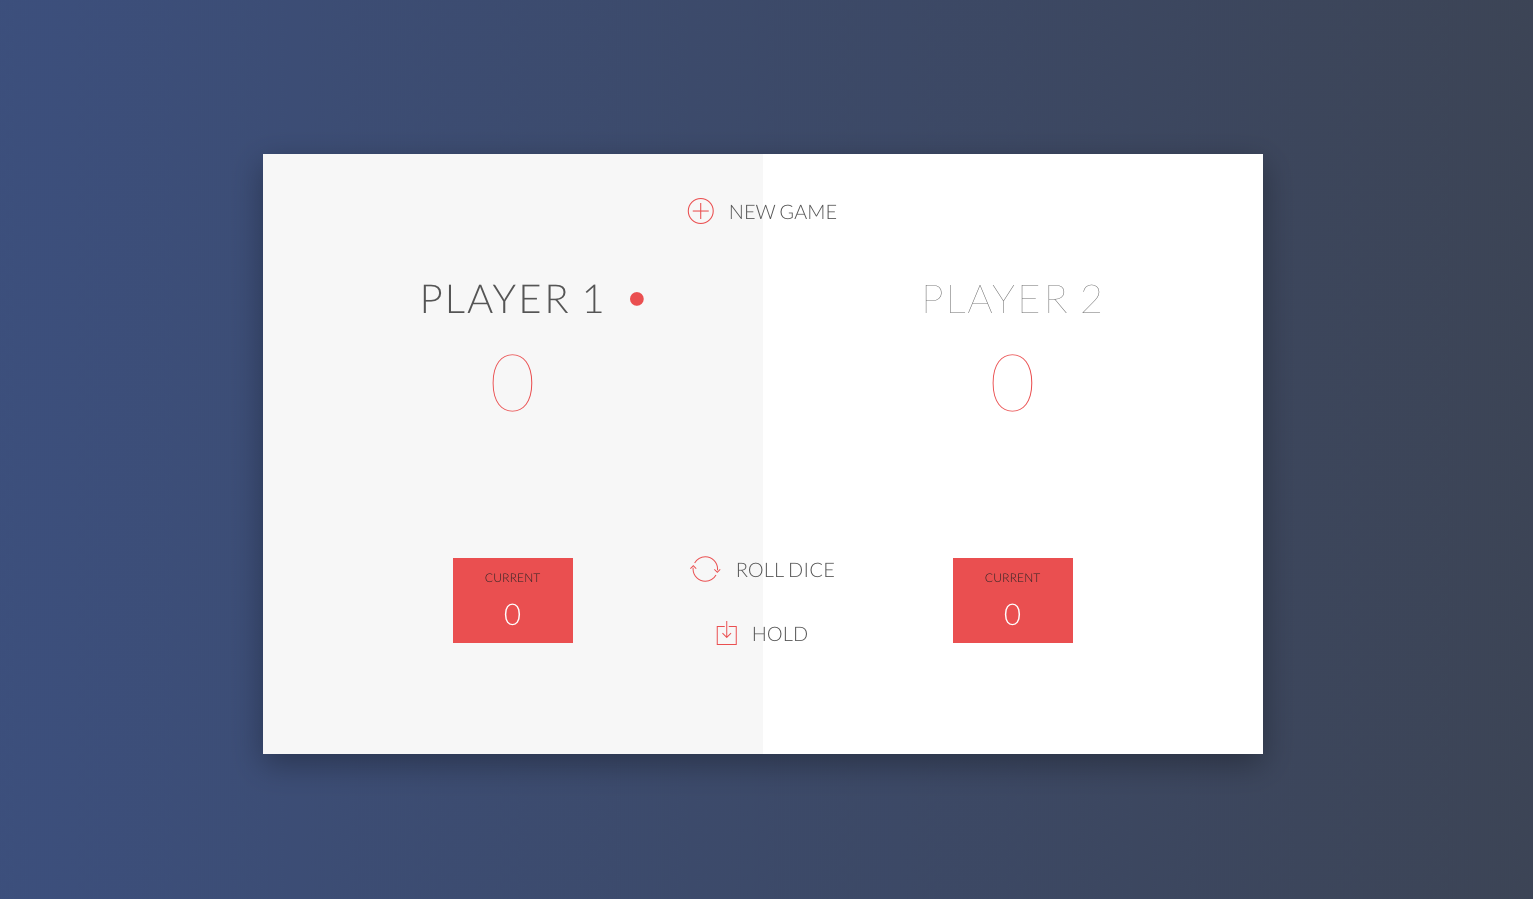 NEW GAME
PLAYER 1
0
PLAYER 2
0
CURRENT
0
ROLL DICE
HOLD
CURRENT
0